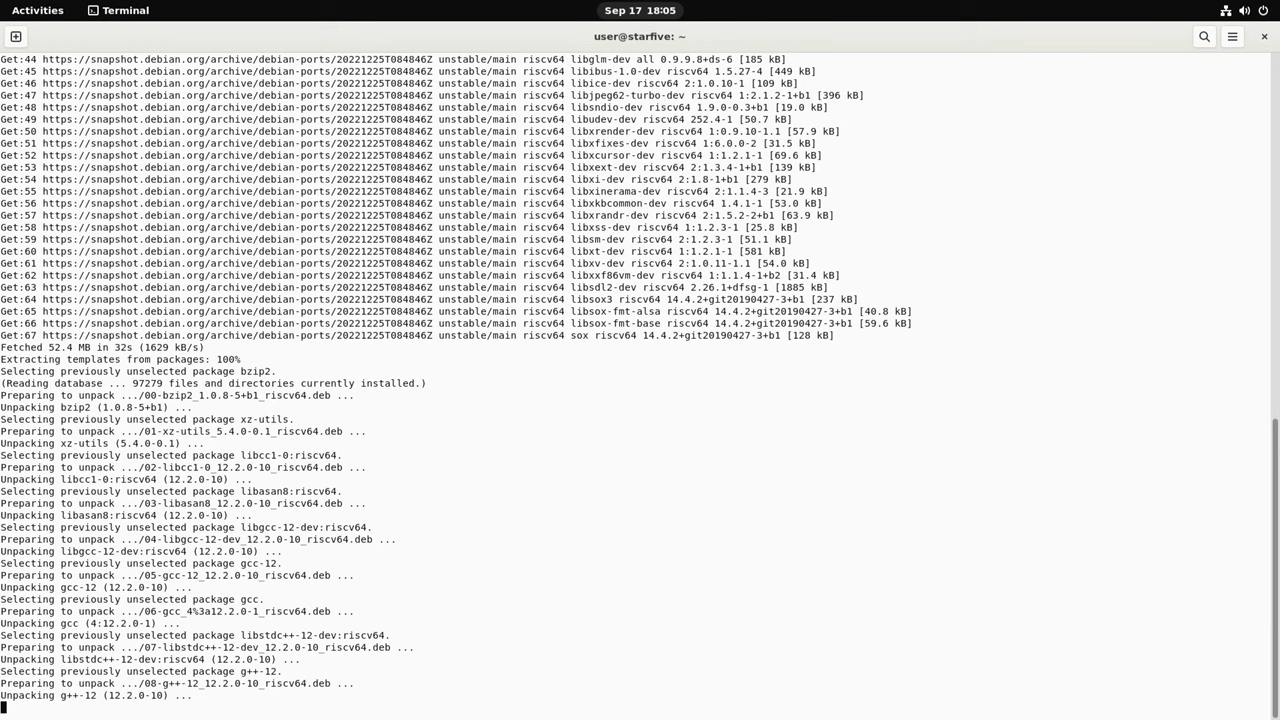 Activities
Terminal
Sep 17 18:05
user@starfive: ~
Get:44 https://snapshot.debian.org/archive/debian-ports/20221225T084846Z unstable/main riscv64 libglm-dev all 0.9.9.8+ds-6 [185 kB]
Get:45 https://snapshot.debian.org/archive/debian-ports/20221225T084846Z unstable/main riscv64 libibus-1.0-dev riscv64 1.5.27-4 [449 kB]
Get:46 https://snapshot.debian.org/archive/debian-ports/20221225T084846Z unstable/main riscv64 libice-dev riscv64 2:1.0.10-1 [109 kB]
Get:47 https://snapshot.debian.org/archive/debian-ports/20221225T084846Z unstable/main riscv64 libjpeg62-turbo-dev riscv64 1:2.1.2-1+b1 [396 kB]
Get:48 https://snapshot.debian.org/archive/debian-ports/20221225T084846Z unstable/main riscv64 libsndio-dev riscv64 1.9.0-0.3+b1 [19.0 kB]
Get:49 https://snapshot.debian.org/archive/debian-ports/20221225T084846Z unstable/main riscv64 libudev-dev riscv64 252.4-1 [50.7 kB]
Get:50 https://snapshot.debian.org/archive/debian-ports/20221225T084846Z unstable/main riscv64 libxrender-dev riscv64 1:0.9.10-1.1 [57.9 kB]
Get:51 https://snapshot.debian.org/archive/debian-ports/20221225T084846Z unstable/main riscv64 libxfixes-dev riscv64 1:6.0.0-2 [31.5 kB]
Get:52 https://snapshot.debian.org/archive/debian-ports/20221225T084846Z unstable/main riscv64 libxcursor-dev riscv64 1:1.2.1-1 [69.6 kB]
Get:53 https://snapshot.debian.org/archive/debian-ports/20221225T084846Z unstable/main riscv64 libxext-dev riscv64 2:1.3.4-1+b1 [139 kB]
Get:54 https://snapshot.debian.org/archive/debian-ports/20221225T084846Z unstable/main riscv64 libxi-dev riscv64 2:1.8-1+b1 [279 kB]
Get:55 https://snapshot.debian.org/archive/debian-ports/20221225T084846Z unstable/main riscv64 libxinerama-dev riscv64 2:1.1.4-3 [21.9 kB]
Get:56 https://snapshot.debian.org/archive/debian-ports/20221225T084846Z unstable/main riscv64 libxkbcommon-dev riscv64 1.4.1-1 [53.0 kB]
Get:57 https://snapshot.debian.org/archive/debian-ports/20221225T084846Z unstable/main riscv64 libxrandr-dev riscv64 2:1.5.2-2+b1 [63.9 kB]
Get:58 https://snapshot.debian.org/archive/debian-ports/20221225T084846Z unstable/main riscv64 libxss-dev riscv64 1:1.2.3-1 [25.8 kB]
Get:59 https://snapshot.debian.org/archive/debian-ports/20221225T084846Z unstable/main riscv64 libsm-dev riscv64 2:1.2.3-1 [51.1 kB]
Get:60 https://snapshot.debian.org/archive/debian-ports/20221225T084846Z unstable/main riscv64 libxt-dev riscv64 1:1.2.1-1 [581 kB]
Get:61 https://snapshot.debian.org/archive/debian-ports/20221225T084846Z unstable/main riscv64 libxv-dev riscv64 2:1.0.11-1.1 [54.0 kB]
Get:62 https://snapshot.debian.org/archive/debian-ports/20221225T084846Z unstable/main riscv64 libxxf86vm-dev riscv64 1:1.1.4-1+b2 [31.4 kB]
Get:63 https://snapshot.debian.org/archive/debian-ports/20221225T084846Z unstable/main riscv64 libsdl2-dev riscv64 2.26.1+dfsg-1 [1885 kB]
Get:64 https://snapshot.debian.org/archive/debian-ports/20221225T084846Z unstable/main riscv64 libsox3 riscv64 14.4.2+git20190427-3+b1 [237 kB]
Get:65 https://snapshot.debian.org/archive/debian-ports/20221225T084846Z unstable/main riscv64 libsox-fmt-alsa riscv64 14.4.2+git20190427-3+b1 [40.8 kB]
Get:66 https://snapshot.debian.org/archive/debian-ports/20221225T084846Z unstable/main riscv64 libsox-fmt-base riscv64 14.4.2+git20190427-3+b1 [59.6 kB]
Get:67 https://snapshot.debian.org/archive/debian-ports/20221225T084846Z unstable/main riscv64 sox riscv64 14.4.2+git20190427-3+b1 [128 kB]
Fetched 52.4 MB in 32s (1629 kB/s)
Extracting templates from packages: 100%
Selecting previously unselected package bzip2.
(Reading database ... 97279 files and directories currently installed.)
Preparing to unpack .../00-bzip2_1.0.8-5+b1_riscv64.deb ...
Unpacking bzip2 (1.0.8-5+b1) ...
Selecting previously unselected package xz-utils.
Preparing to unpack .../01-xz-utils_5.4.0-0.1_riscv64.deb ...
Unpacking xz-utils (5.4.0-0.1) ...
Selecting previously unselected package libcc1-0:riscv64.
Preparing to unpack .../02-libcc1-0_12.2.0-10_riscv64.deb ...
Unpacking libcc1-0:riscv64 (12.2.0-10) ...
Selecting previously unselected package libasan8:riscv64.
Preparing to unpack .../03-libasan8_12.2.0-10_riscv64.deb ...
Unpacking libasan8:riscv64 (12.2.0-10) ...
Selecting previously unselected package libgcc-12-dev:riscv64.
Preparing to unpack .../04-libgcc-12-dev_12.2.0-10_riscv64.deb ...
Unpacking libgcc-12-dev:riscv64 (12.2.0-10) ...
Selecting previously unselected package gcc-12.
Preparing to unpack .../05-gcc-12_12.2.0-10_riscv64.deb ...
Unpacking gcc-12 (12.2.0-10) ...
Selecting previously unselected package gcc.
Preparing to unpack .../06-gcc_4%3a12.2.0-1_riscv64.deb ...
Unpacking gcc (4:12.2.0-1) ...
Selecting previously unselected package libstdc++-12-dev:riscv64.
Preparing to unpack .../07-libstdc++-12-dev_12.2.0-10_riscv64.deb ...
Unpacking libstdc++-12-dev:riscv64 (12.2.0-10) ...
Selecting previously unselected package g++-12.
Preparing to unpack .../08-g++-12_12.2.0-10_riscv64.deb ...
Unpacking g++-12 (12.2.0-10) ...